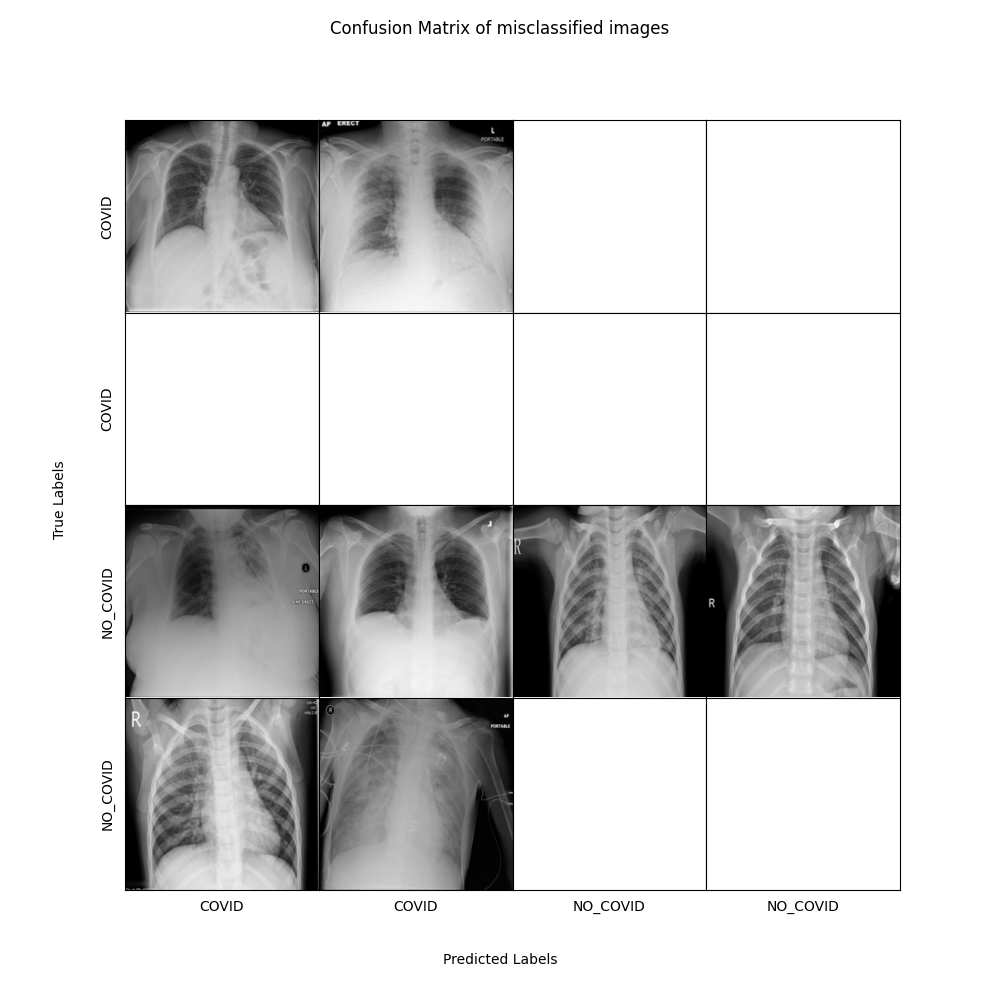 Confusion Matrix of misclassified images
True Labels
COVID
COVID
NO_COVID
NO_COVID
AP ERECT
L
PORTABLE
PORTABLE
R
R
R
AP
PORTABLE
COVID
COVID
NO_COVID
NO_COVID
Predicted Labels